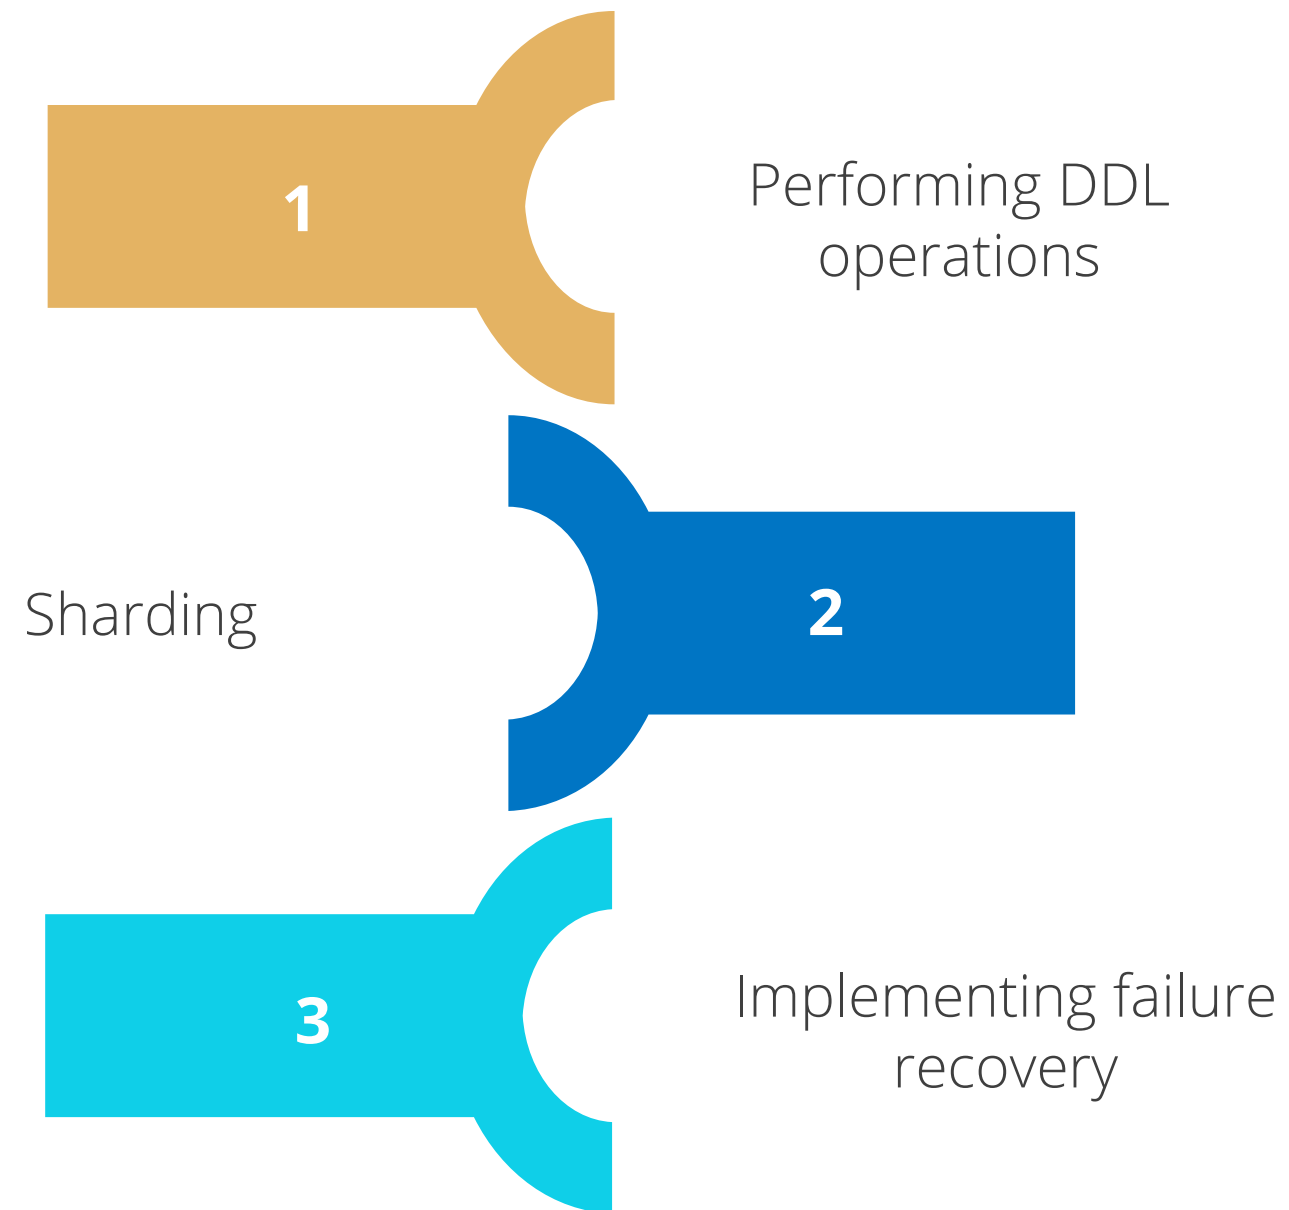 1
Performing DDL
operations
Sharding
2
3
Implementing failure
recovery